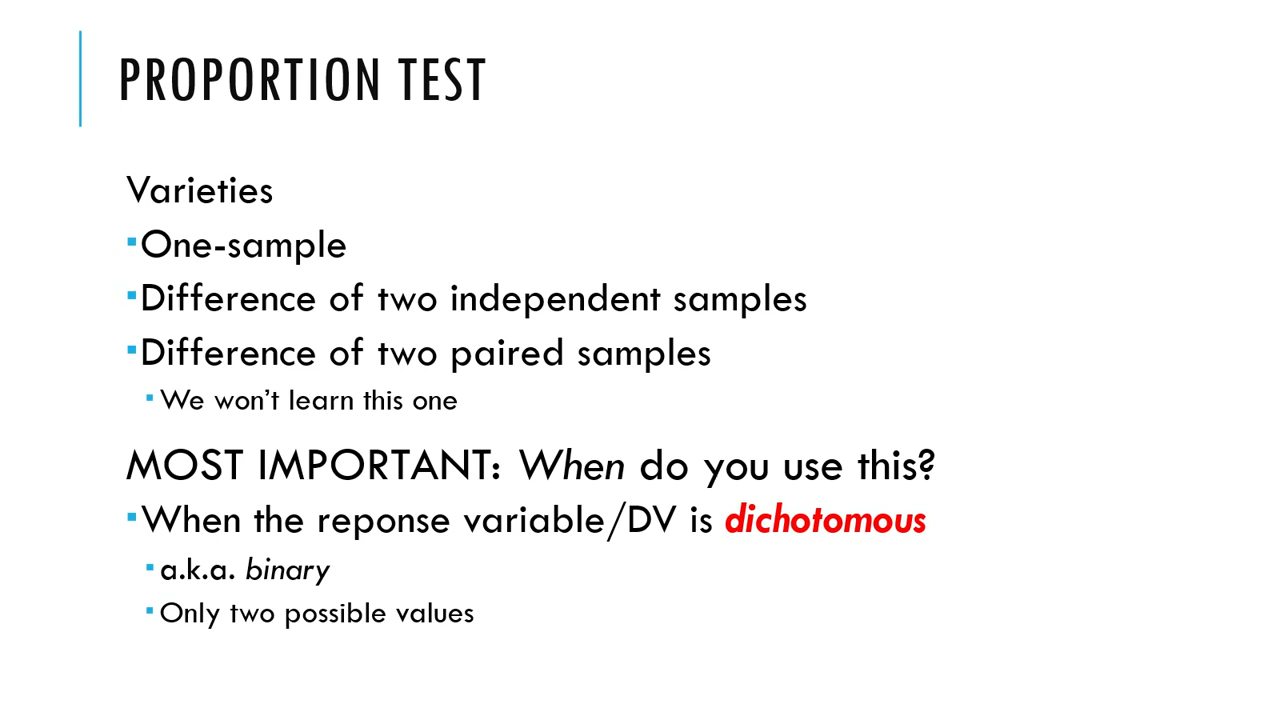 PROPORTION TEST
Varieties
▪One-sample
▪Difference of two independent samples
▪Difference of two paired samples
▪We won’t learn this one
MOST IMPORTANT: When do you use this?
▪When the reponse variable/DV is dichotomous
▪a.k.a. binary
▪Only two possible values